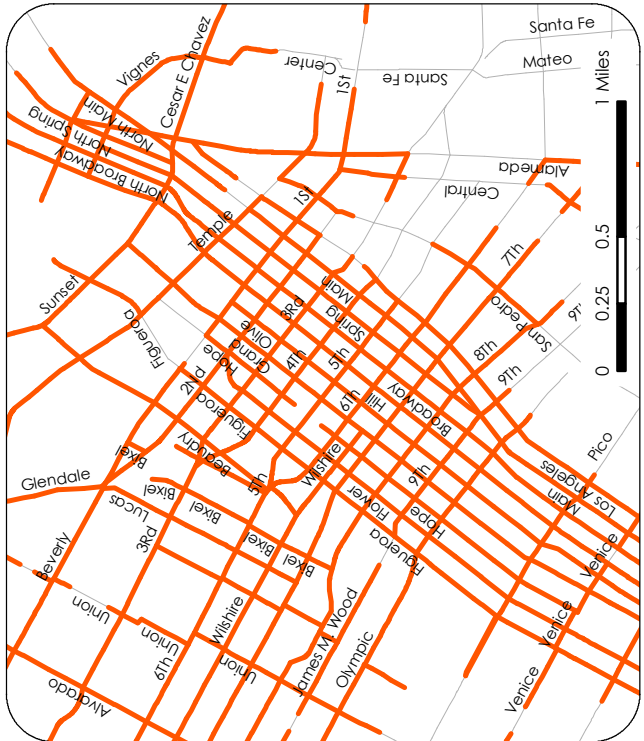 Santa Fe
Mateo
Vignes
Cesar E Chavez
Center
1St
Santa Fe
1 Miles
North Main
North Spring
North Broadway
Alameda
Central
1St
Temple
7Th
0.5
Sunset
Main
3Rd
Spring
San Pedro
0.25
9Th
Figueroa
Olive
Grand
Hope
4Th
5Th
8Th
9Th
0
2Nd
Hill
6Th
Broadway
Figueroa
Beaudry
Bixel
Wilshire
Pico
Glendale
5Th
9Th
Los Angeles
Main
Bixel
Lucas
Bixel
Flower
Hope
3Rd
Bixel
Bixel
Figueroa
Beverly
Venice
Union
Union
Wilshire
James M. Wood
Venice
6Th
Union
Olympic
Alvarado
Venice